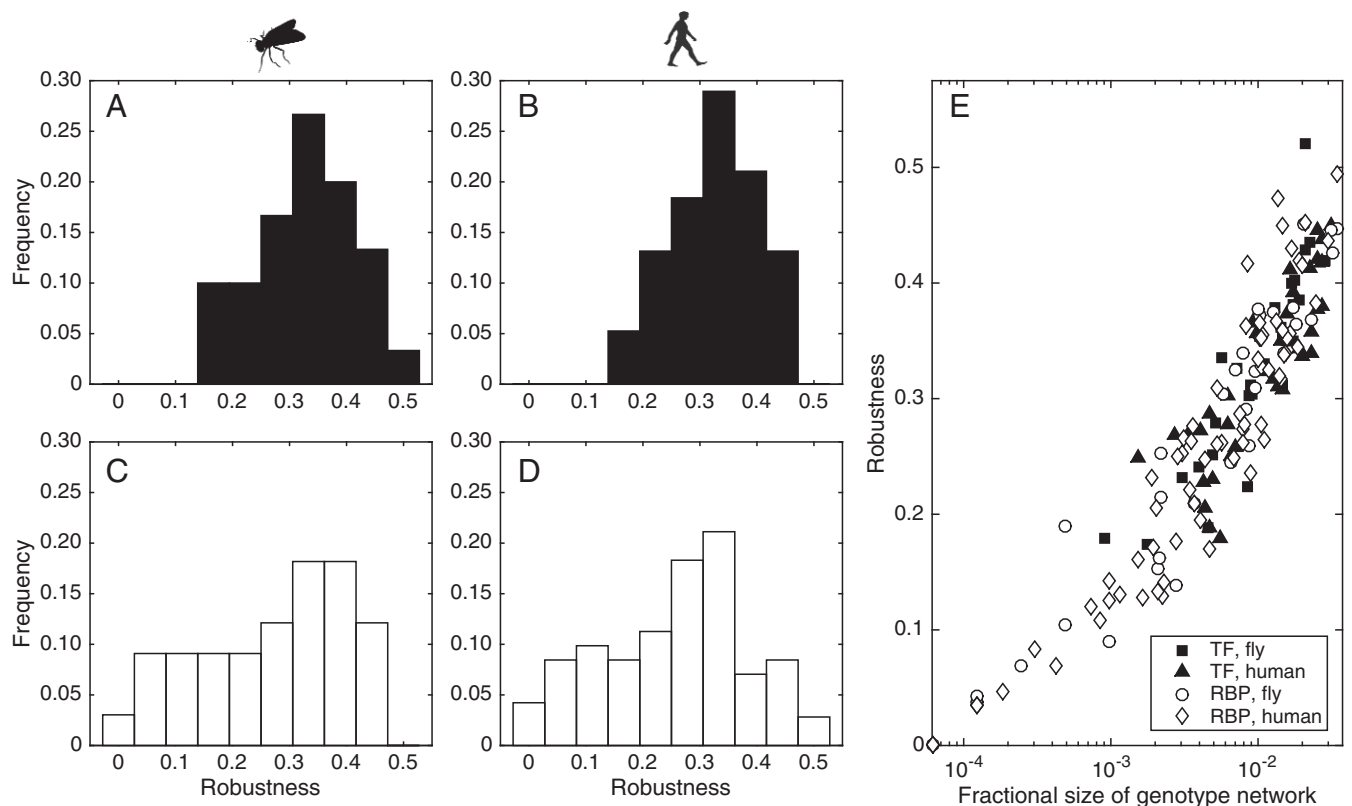 A
0.30
0.25
0.20
0.15
0.10
0.05
0
Frequency
0 0.1 0.2 0.3 0.4 0.5
B
0.30
0.25
0.20
0.15
0.10
0.05
0
0 0.1 0.2 0.3 0.4 0.5
C
0.30
0.25
0.20
0.15
0.10
0.05
0
Frequency
0 0.1 0.2 0.3 0.4 0.5
Robustness
D
0.30
0.25
0.20
0.15
0.10
0.05
0
0 0.1 0.2 0.3 0.4 0.5
Robustness
E
0.5
0.4
0.3
0.2
0.1
0
Robustness
TF, fly
TF, human
RBP, fly
RBP, human
10-4 10-3 10-2
Fractional size of genotype network